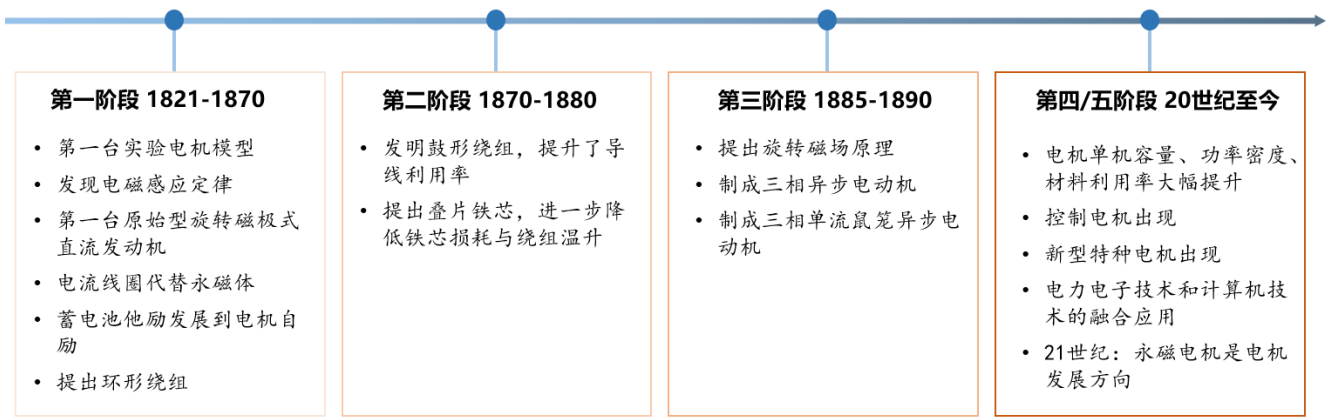 第一阶段 1821-1870
• 第一台实验电机模型
• 发现电磁感应定律
• 第一台原始型旋转磁极式
直流发动机
• 电流线圈代替永磁体
• 蓄电池他励发展到电机自
励
• 提出环形绕组
第二阶段 1870-1880
• 发明鼓形绕组，提升了导
线利用率
• 提出叠片铁芯，进一步降
低铁芯损耗与绕组温升
第三阶段 1885-1890
• 提出旋转磁场原理
• 制成三相异步电动机
• 制成三相单流鼠笼异步电
动机
第四/五阶段 20世纪至今
• 电机单机容量、功率密度、
材料利用率大幅提升
• 控制电机出现
• 新型特种电机出现
• 电力电子技术和计算机技
术的融合应用
• 21世纪：永磁电机是电机
发展方向